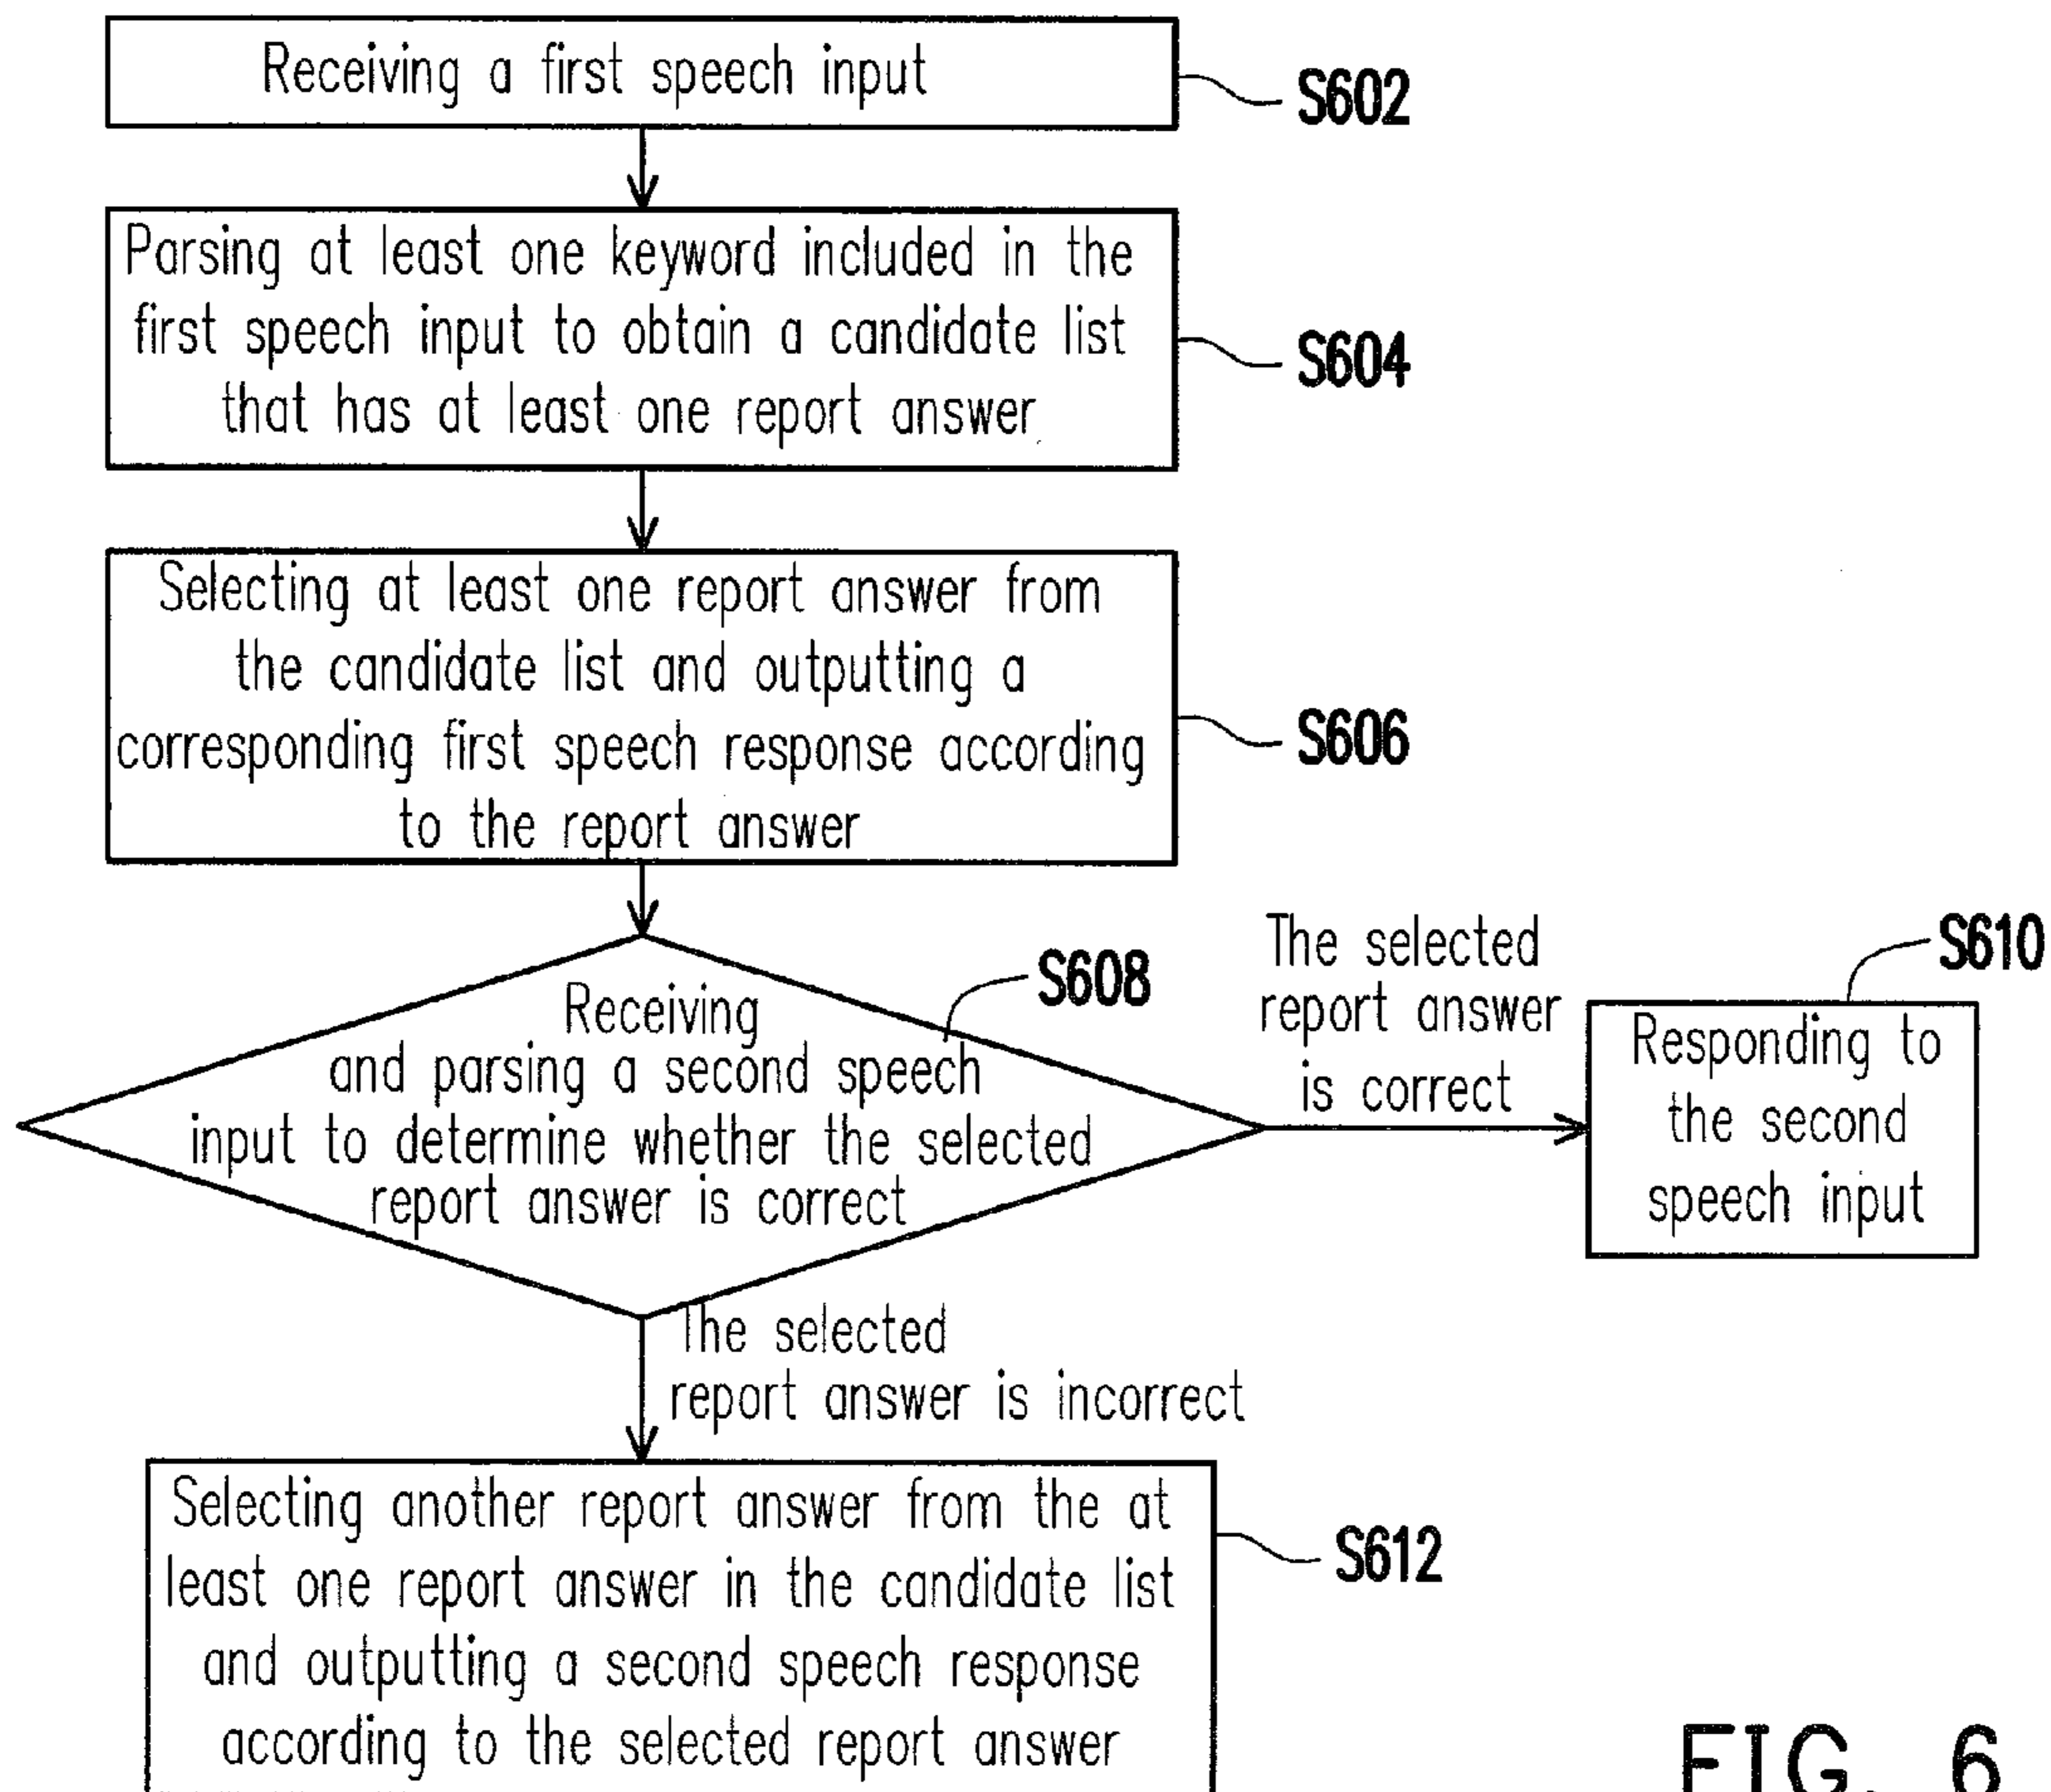 Receiving a first speech input
S602
Parsing at least one keyword included in the
first speech input to obtain a candidate list
that has at least one report answer
S604
Selecting at least one report answer from
the candidate list and outputting a
corresponding first speech response according
to the report answer
S606
Receiving
and parsing a second speech
input to determine whether the selected
report answer is correct
S608
The selected
report answer
is correct
S610
Responding to
the second
speech input
The selected
report answer is incorrect
Selecting another report answer from the at
least one report answer in the candidate list
and outputting a second speech response
according to the selected report answer
S612
FIG. 6